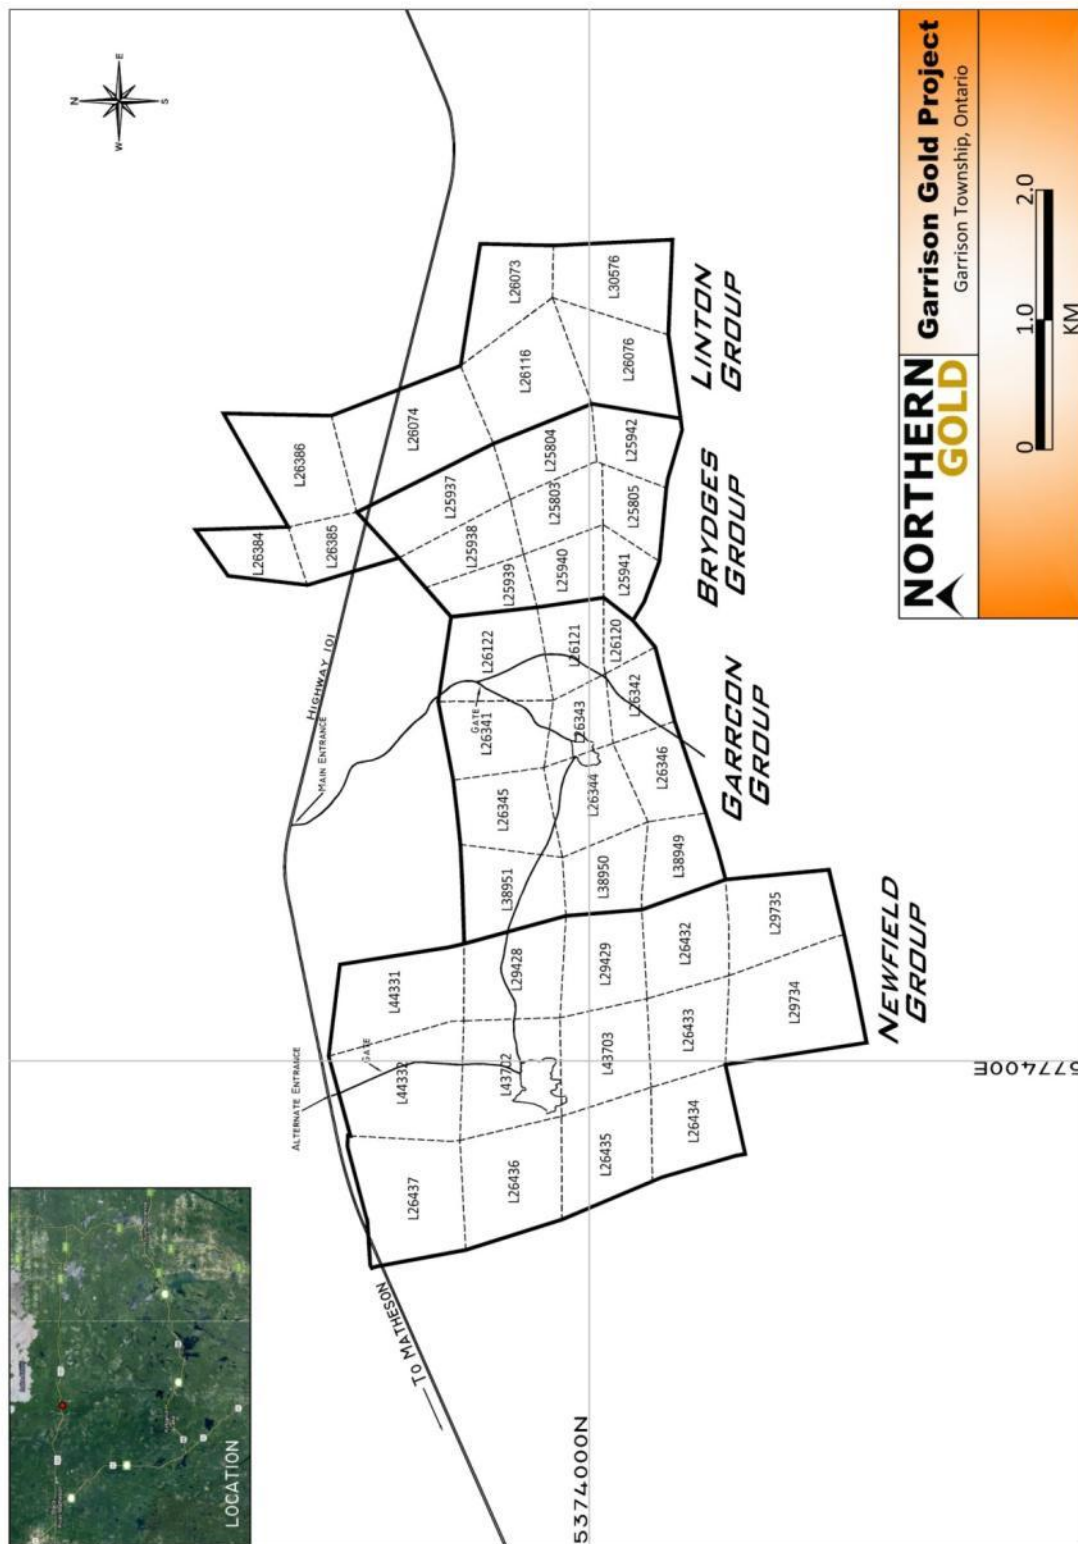 N
E
S
W
HIGHWAY 101
MAIN ENTRANCE
ALTERNATE ENTRANCE
GATE
GATE
TO MATHESON
L26384
L26385
L26386
L26074
L26116
L26073
L30576
L26076
LINTON
GROUP
L25937
L25938
L25939
L25804
L25803
L25940
L25942
L25805
L25941
BRYDGES
GROUP
L26122
L26121
L26120
L26341
L26343
L26342
L26345
L26344
L26346
L38951
L38950
L38949
GARRCON
GROUP
L44331
L29428
L29429
L26432
L29735
L44332
L43702
L43703
L26433
L29734
L26437
L26436
L26435
L26434
NEWFIELD
GROUP
5374000N
577400E
LOCATION
NORTHERN
GOLD
Garrison Gold Project
Garrison Township, Ontario
0 1.0 2.0
KM